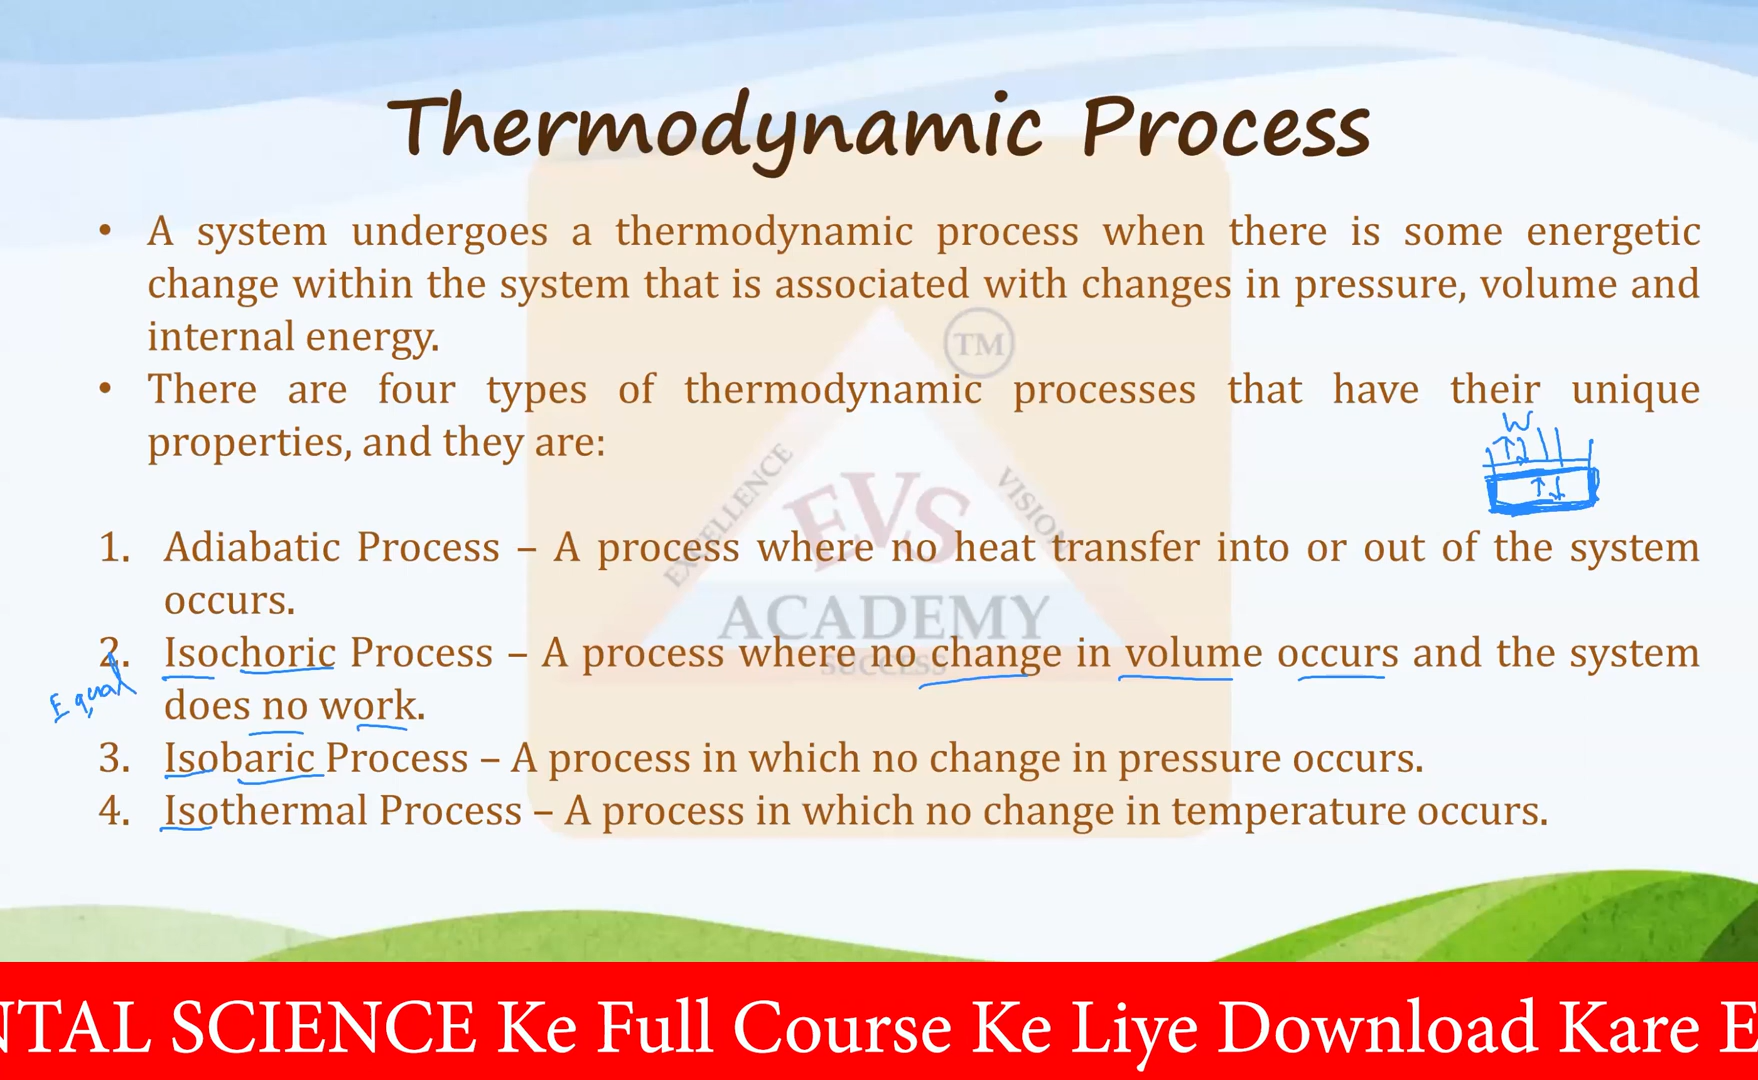 Thermodynamic Process
• A system undergoes a thermodynamic process when there is some energetic
change within the system that is associated with changes in pressure, volume and
internal energy.
• There are four types of thermodynamic processes that have their unique
properties, and they are:
W
1. Adiabatic Process – A process where no heat transfer into or out of the system
occurs.
2. Isochoric Process – A process where no change in volume occurs and the system
does no work.
Equal
3. Isobaric Process – A process in which no change in pressure occurs.
4. Isothermal Process – A process in which no change in temperature occurs.
TM
EXCELLENCE
VISION
EVS
ACADEMY
SUCCESS
NTAL SCIENCE Ke Full Course Ke Liye Download Kare E